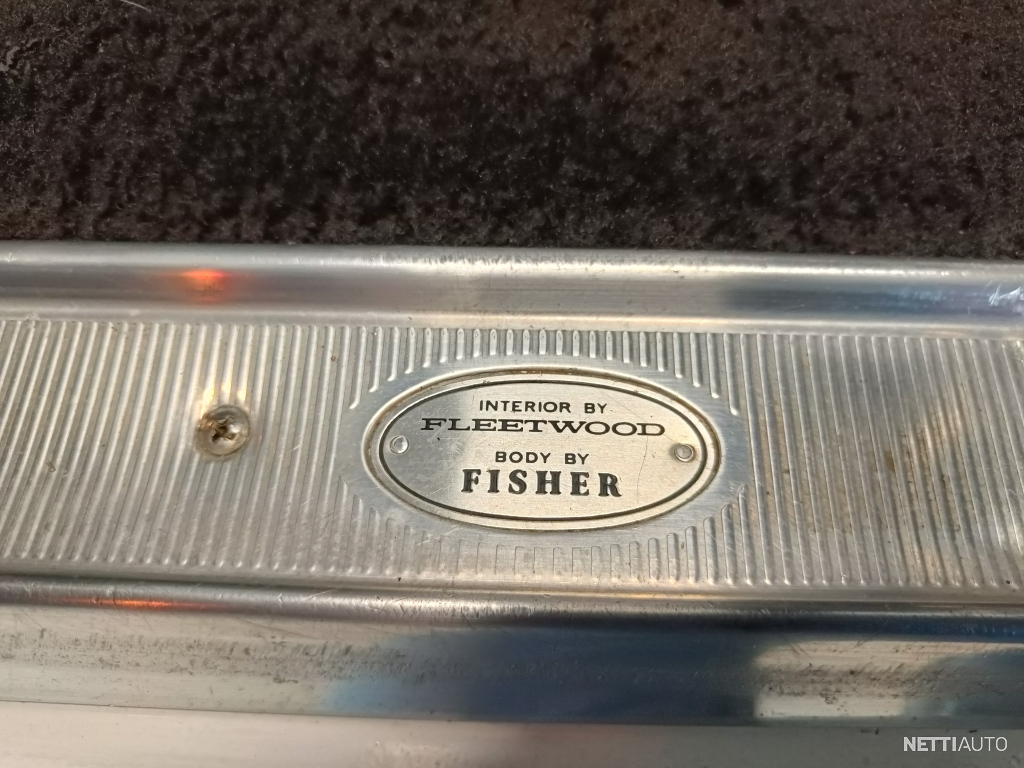 INTERIOR BY
FLEETWOOD
BODY BY
FISHER
NETTIAUTO